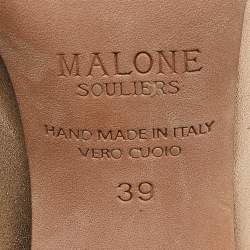 MALONE
SOULIERS
HAND MADE IN ITALY
VERO CUOIO
39